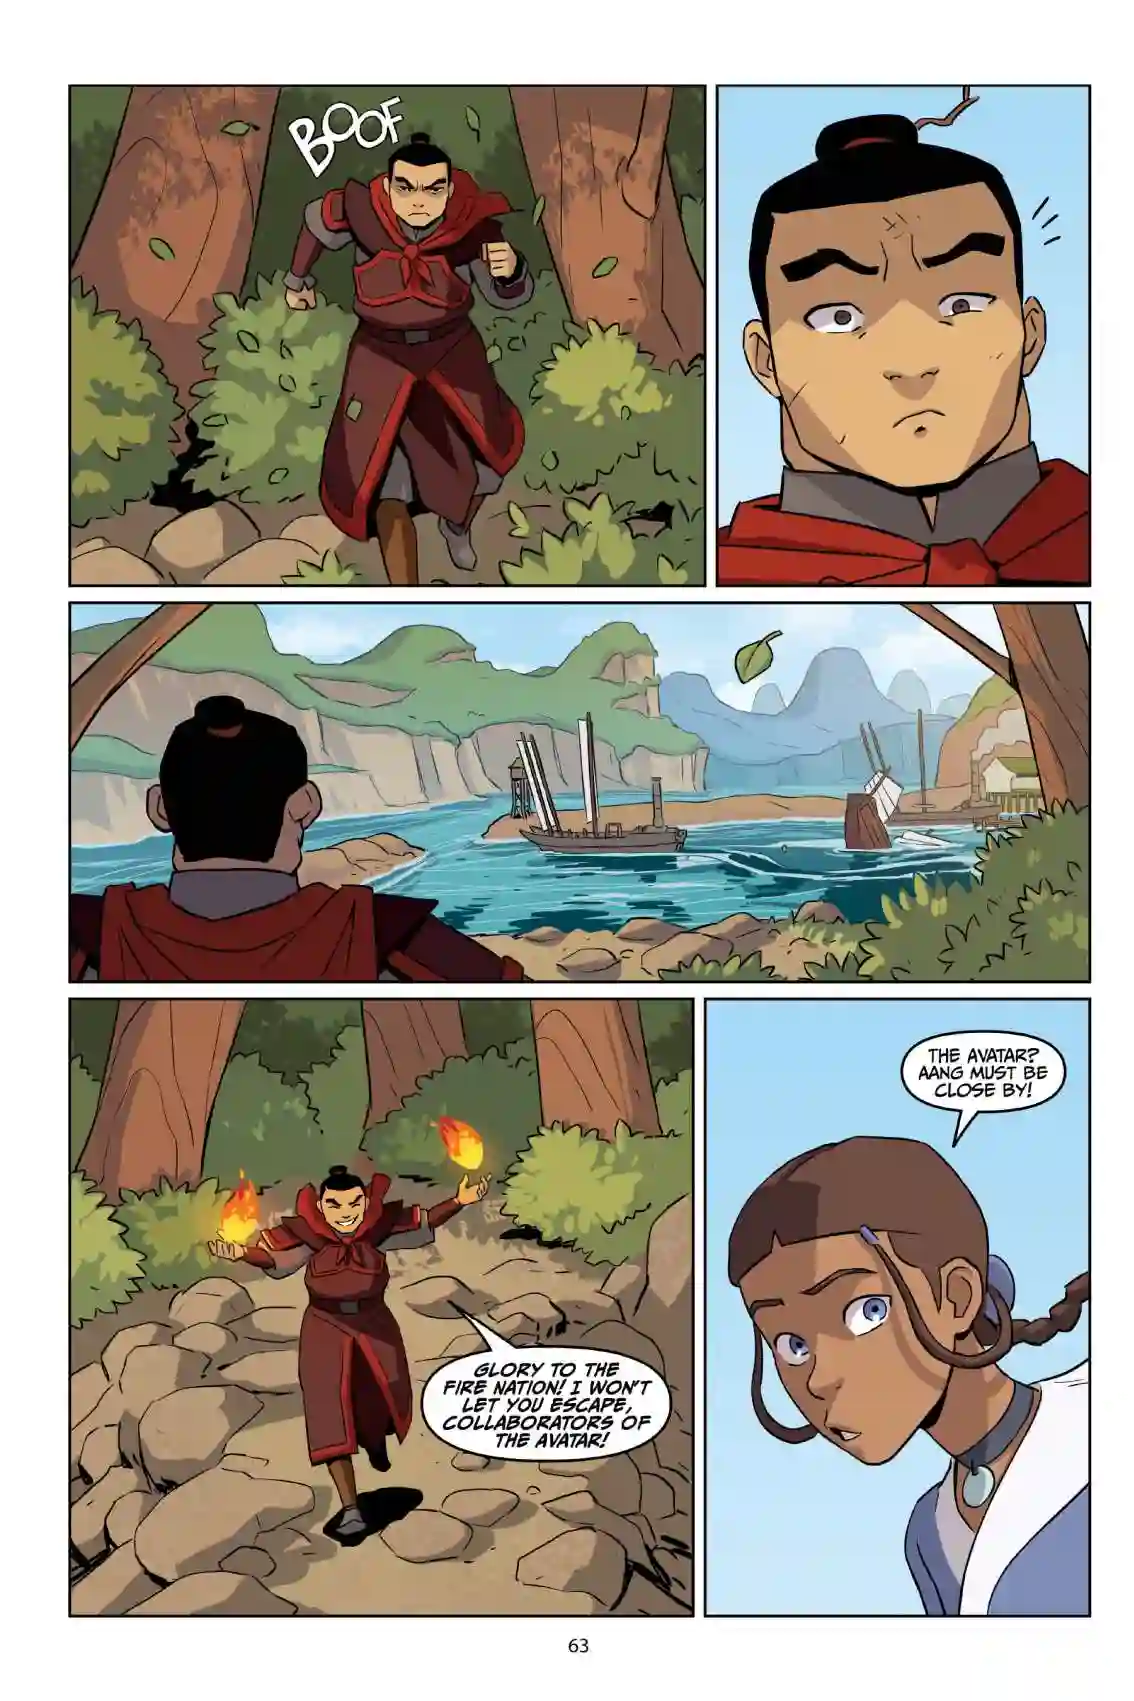 BOOF
GLORY TO THE
FIRE NATION! I WON'T
LET YOU ESCAPE,
COLLABORATORS OF
THE AVATAR!
THE AVATAR?
AANG MUST BE
CLOSE BY!
63